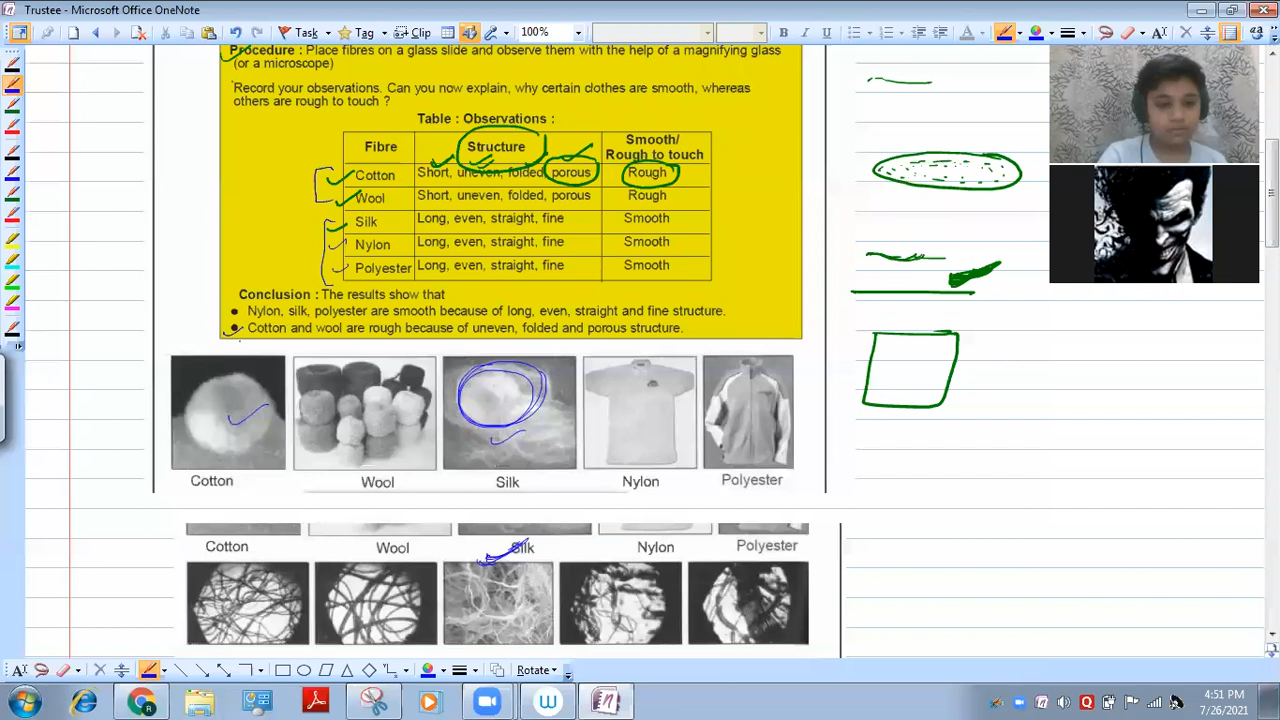 Trustee - Microsoft Office OneNote
Task
Tag
Clip
100%
B I U
Procedure : Place fibres on a glass slide and observe them with the help of a magnifying glass
(or a microscope)
Record your observations. Can you now explain, why certain clothes are smooth, whereas
others are rough to touch ?
Table : Observations :
Fibre Structure Smooth/
Rough to touch
Cotton Short, uneven, folded, porous Rough
Wool Short, uneven, folded, porous Rough
Silk Long, even, straight, fine Smooth
Nylon Long, even, straight, fine Smooth
Polyester Long, even, straight, fine Smooth
Conclusion : The results show that
Nylon, silk, polyester are smooth because of long, even, straight and fine structure.
Cotton and wool are rough because of uneven, folded and porous structure.
Cotton Wool Silk Nylon Polyester
Cotton Wool Silk Nylon Polyester
Rotate
4:51 PM
7/26/2021